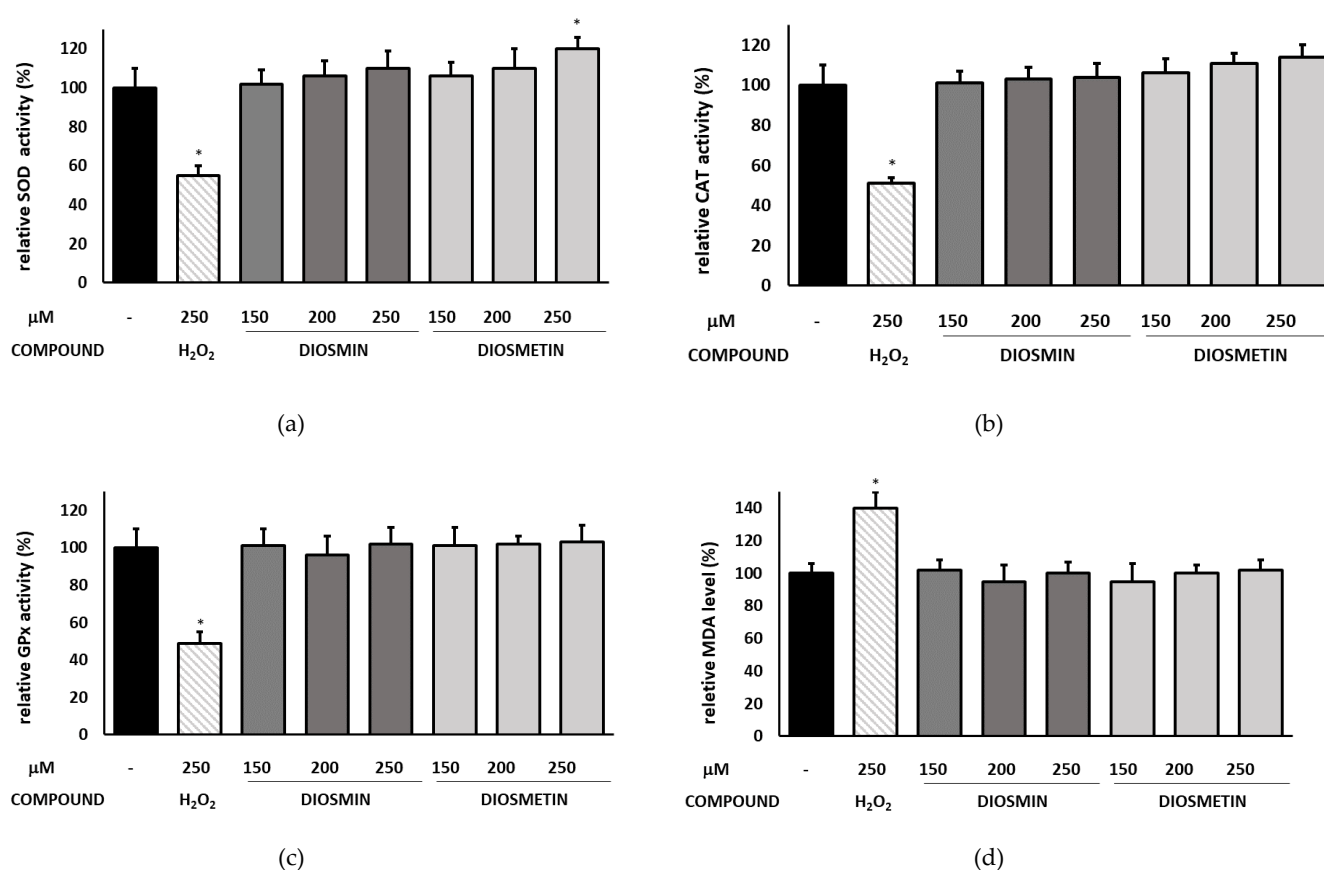 relative SOD activity (%)
120
100
80
60
40
20
0
*
*
μM - 250 150 200 250 150 200 250
COMPOUND H₂O₂ DIOSMIN DIOSMETIN
(a)
relative CAT activity (%)
120
100
80
60
40
20
0
*
μM - 250 150 200 250 150 200 250
COMPOUND H₂O₂ DIOSMIN DIOSMETIN
(b)
relative GPx activity (%)
120
100
80
60
40
20
0
*
μM - 250 150 200 250 150 200 250
COMPOUND H₂O₂ DIOSMIN DIOSMETIN
(c)
reletive MDA level (%)
140
120
100
80
60
40
20
0
*
μM - 250 150 200 250 150 200 250
COMPOUND H₂O₂ DIOSMIN DIOSMETIN
(d)